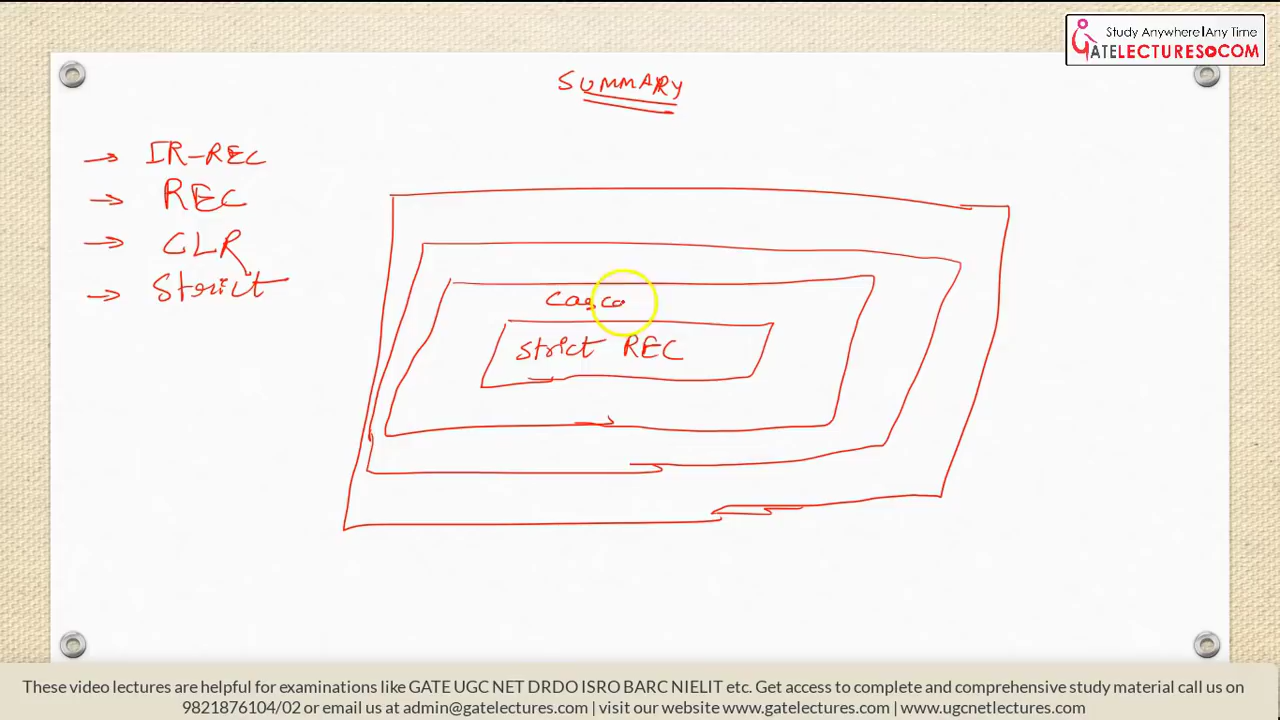 Study Anywhere|Any Time
GATELECTURES.COM
SUMMARY
→ IR-REC
→ REC
→ CLR
→ Strict
Casca
Strict REC
These video lectures are helpful for examinations like GATE UGC NET DRDO ISRO BARC NIELIT etc. Get access to complete and comprehensive study material call us on
9821876104/02 or email us at admin@gatelectures.com | visit our website www.gatelectures.com | www.ugcnetlectures.com